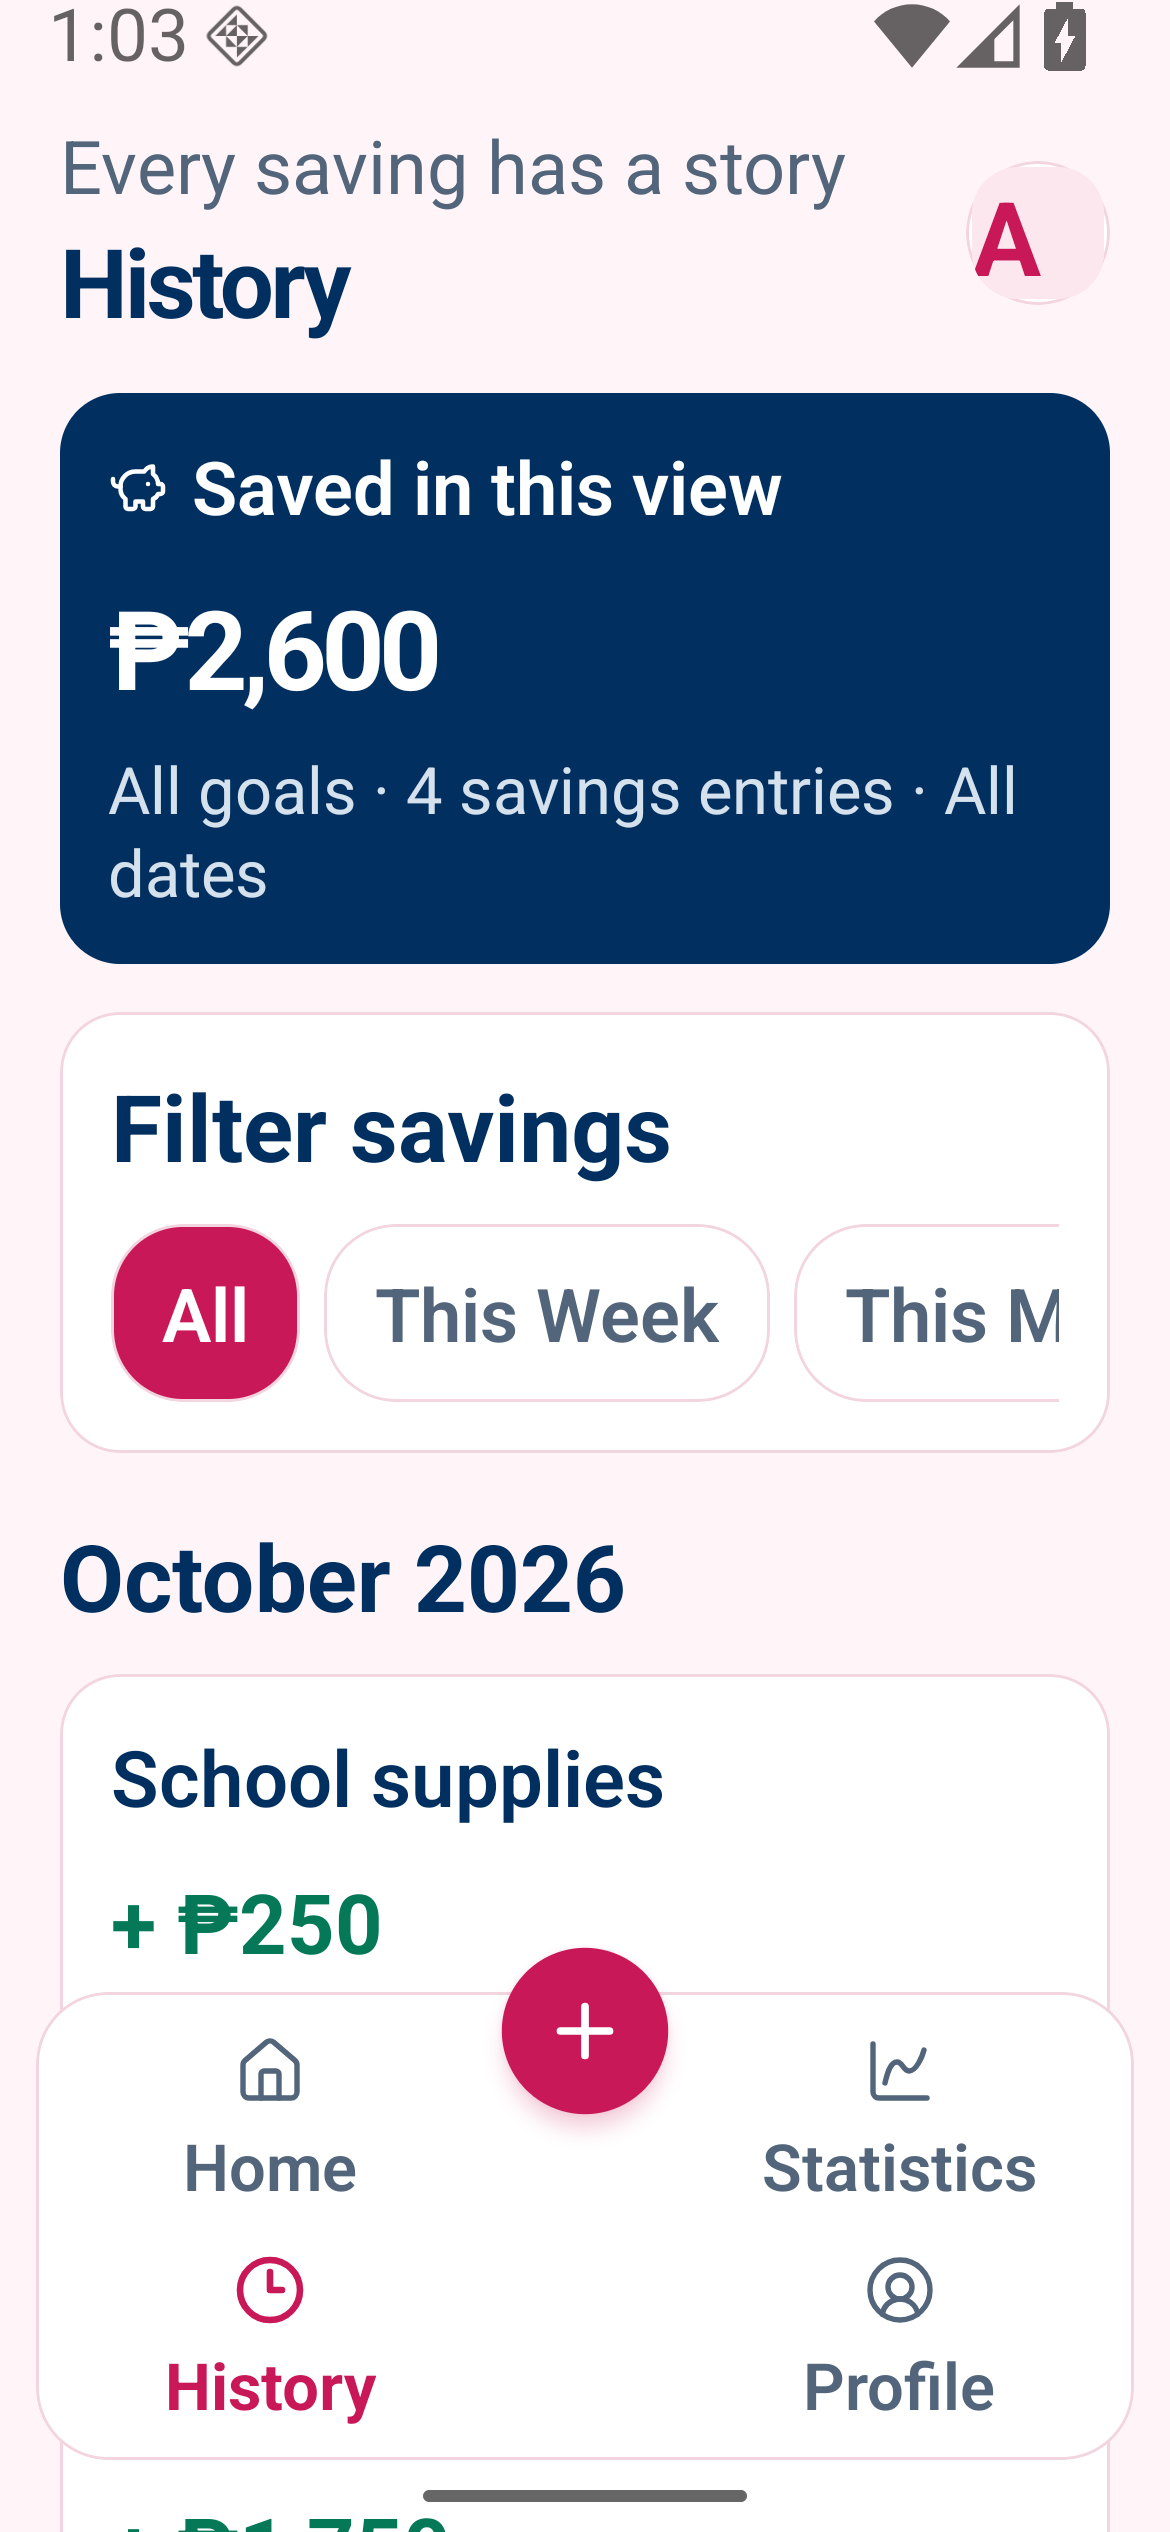 1:03
Every saving has a story
History
A
Saved in this view
₱2,600
All goals · 4 savings entries · All
dates
Filter savings
All
This Week
This M
October 2026
School supplies
+ ₱250
Home
Statistics
History
Profile